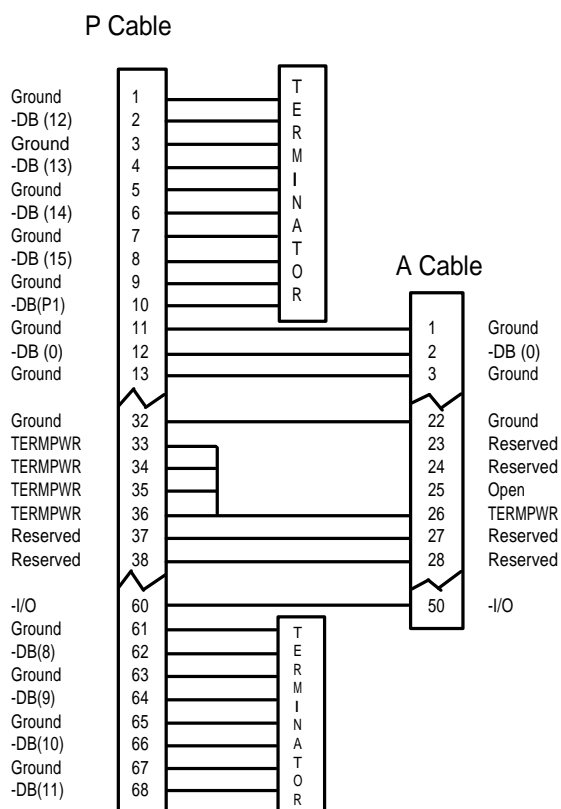 P Cable
TERMINATOR
Ground 1
-DB (12) 2
Ground 3
-DB (13) 4
Ground 5
-DB (14) 6
Ground 7
-DB (15) 8
Ground 9
-DB(P1) 10
A Cable
Ground 11 1 Ground
-DB (0) 12 2 -DB (0)
Ground 13 3 Ground
Ground 32 22 Ground
TERMPWR 33 23 Reserved
TERMPWR 34 24 Reserved
TERMPWR 35 25 Open
TERMPWR 36 26 TERMPWR
Reserved 37 27 Reserved
Reserved 38 28 Reserved
-I/O 60 50 -I/O
TERMINATOR
Ground 61
-DB(8) 62
Ground 63
-DB(9) 64
Ground 65
-DB(10) 66
Ground 67
-DB(11) 68